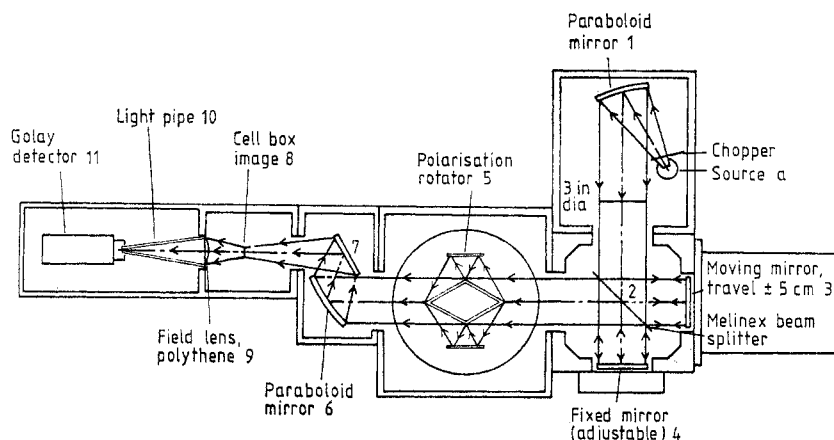 Paraboloid
mirror 1
Light pipe 10
Golay
detector 11
Cell box
image 8
Polarisation
rotator 5
Chopper
Source a
3 in
dia
7
2
Moving mirror,
travel ± 5 cm 3
Melinex beam
splitter
Field lens,
polythene 9
Paraboloid
mirror 6
Fixed mirror
(adjustable) 4